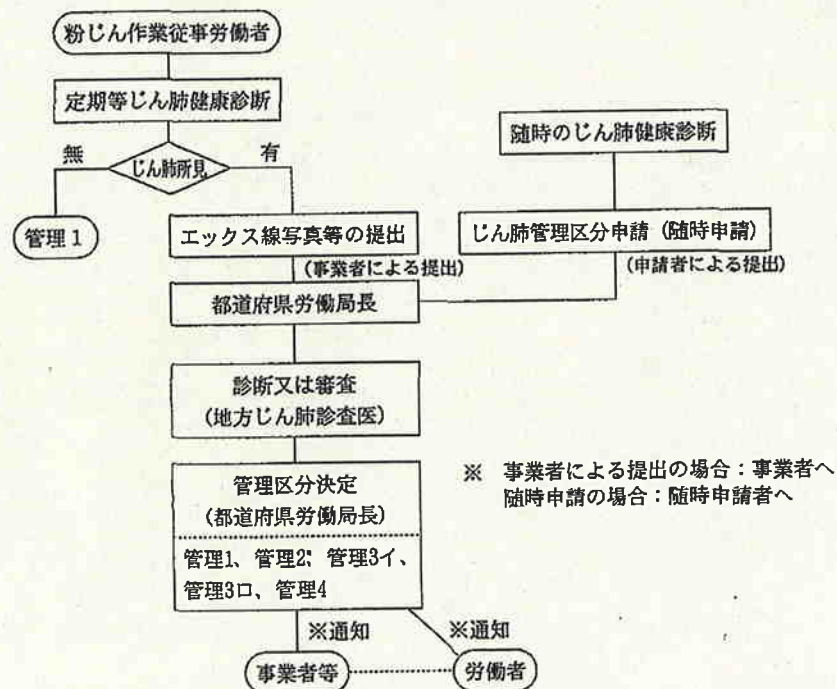 粉じん作業従事労働者
定期等じん肺健康診断
随時のじん肺健康診断
無
じん肺所見
有
管理1
エックス線写真等の提出
じん肺管理区分申請(随時申請)
(事業者による提出)
(申請者による提出)
都道府県労働局長
診断又は審査
(地方じん肺診査医)
管理区分決定
(都道府県労働局長)
管理1、管理2、管理3イ、
管理3ロ、管理4
※ 事業者による提出の場合：事業者へ
随時申請の場合：随時申請者へ
※通知
※通知
事業者等
労働者